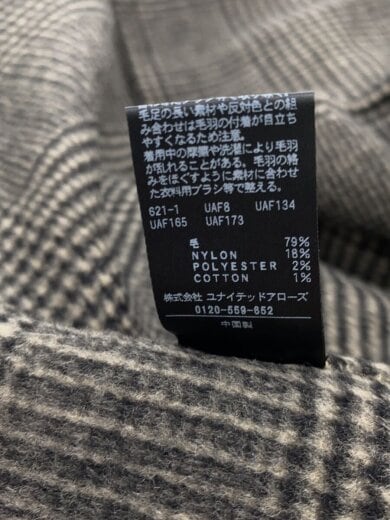 毛足の長い素材や反対色との組
み合わせは毛羽の付着が目立ち
やすくなるため注意。
着用中の摩擦や洗濯により毛羽
が乱れることがある。毛羽の絡
みをほぐすように素材に合わせ
た衣料用ブラシ等で整える。
621-1 UAF8 UAF134
UAF165 UAF173
毛 79%
NYLON 18%
POLYESTER 2%
COTTON 1%
株式会社 ユナイテッドアローズ
0120-559-652
中国製